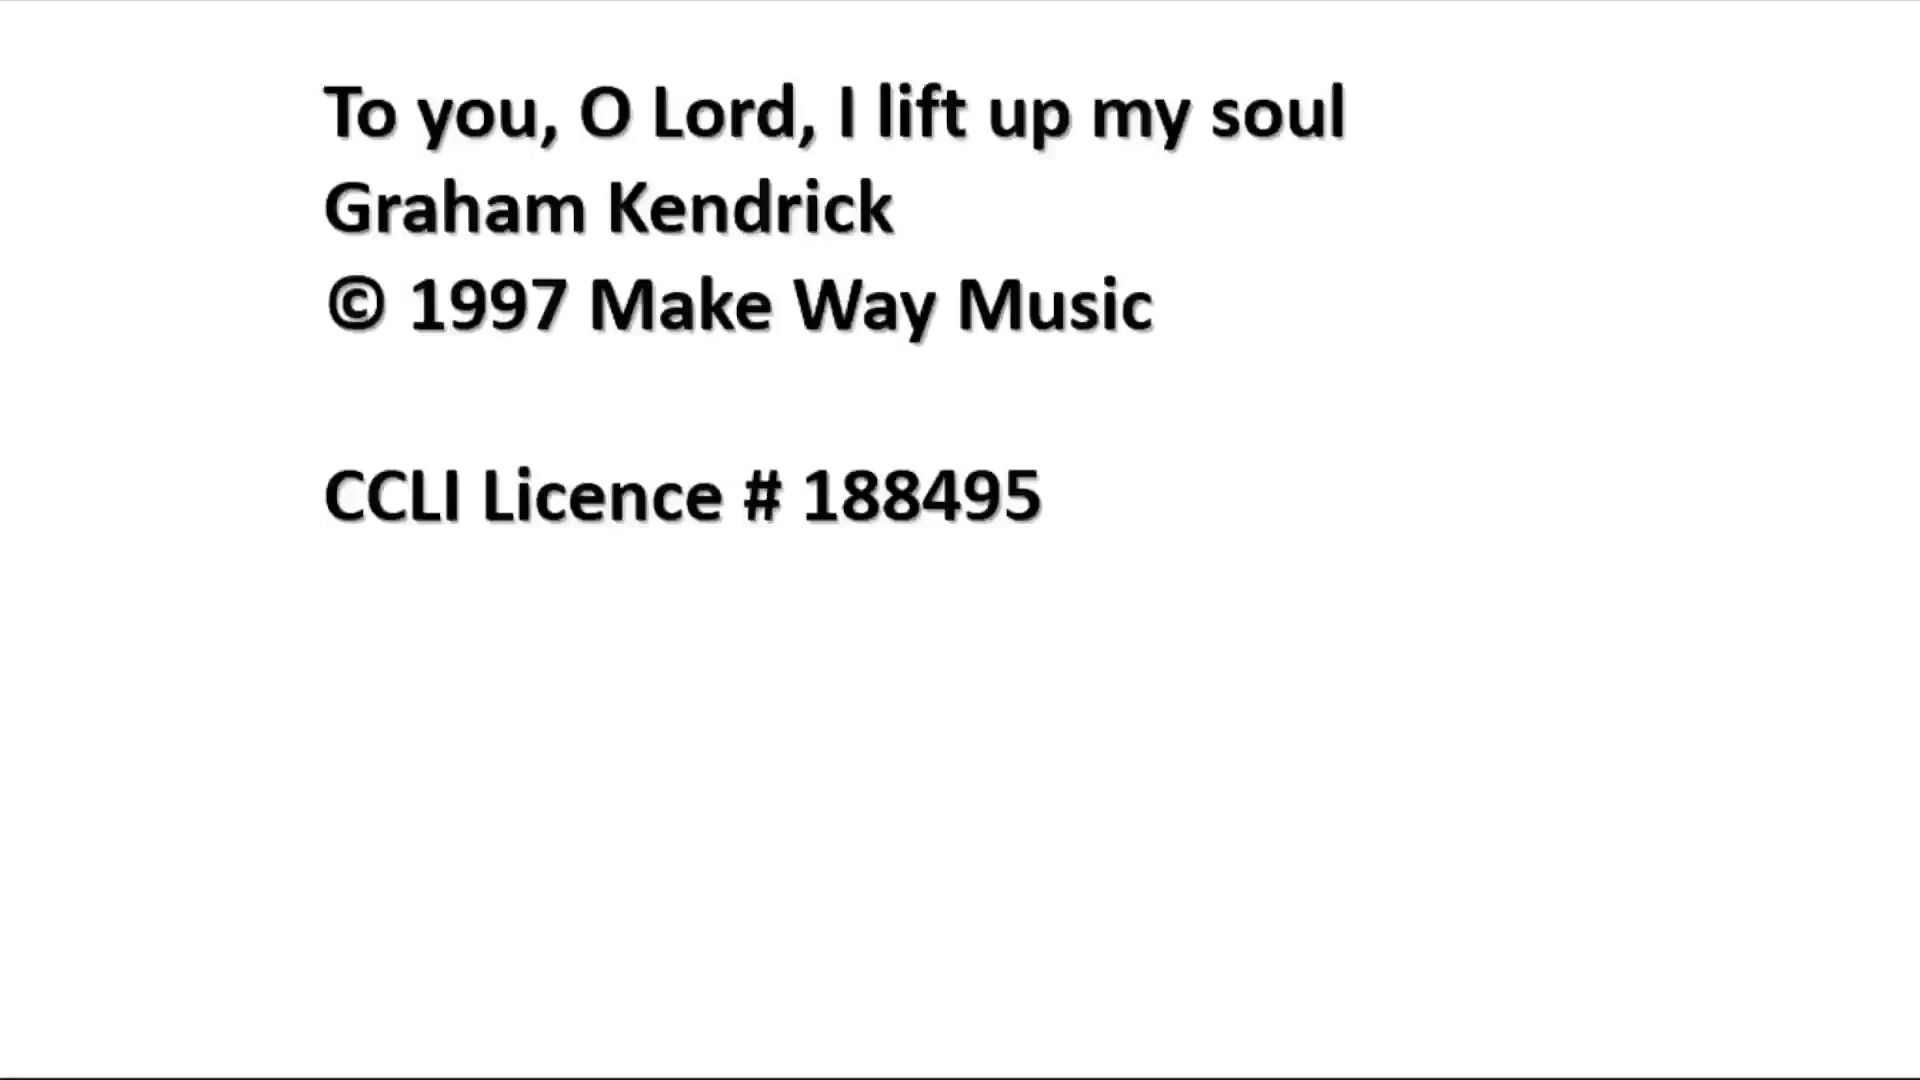 To you, O Lord, I lift up my soul
Graham Kendrick
© 1997 Make Way Music
CCLI Licence # 188495